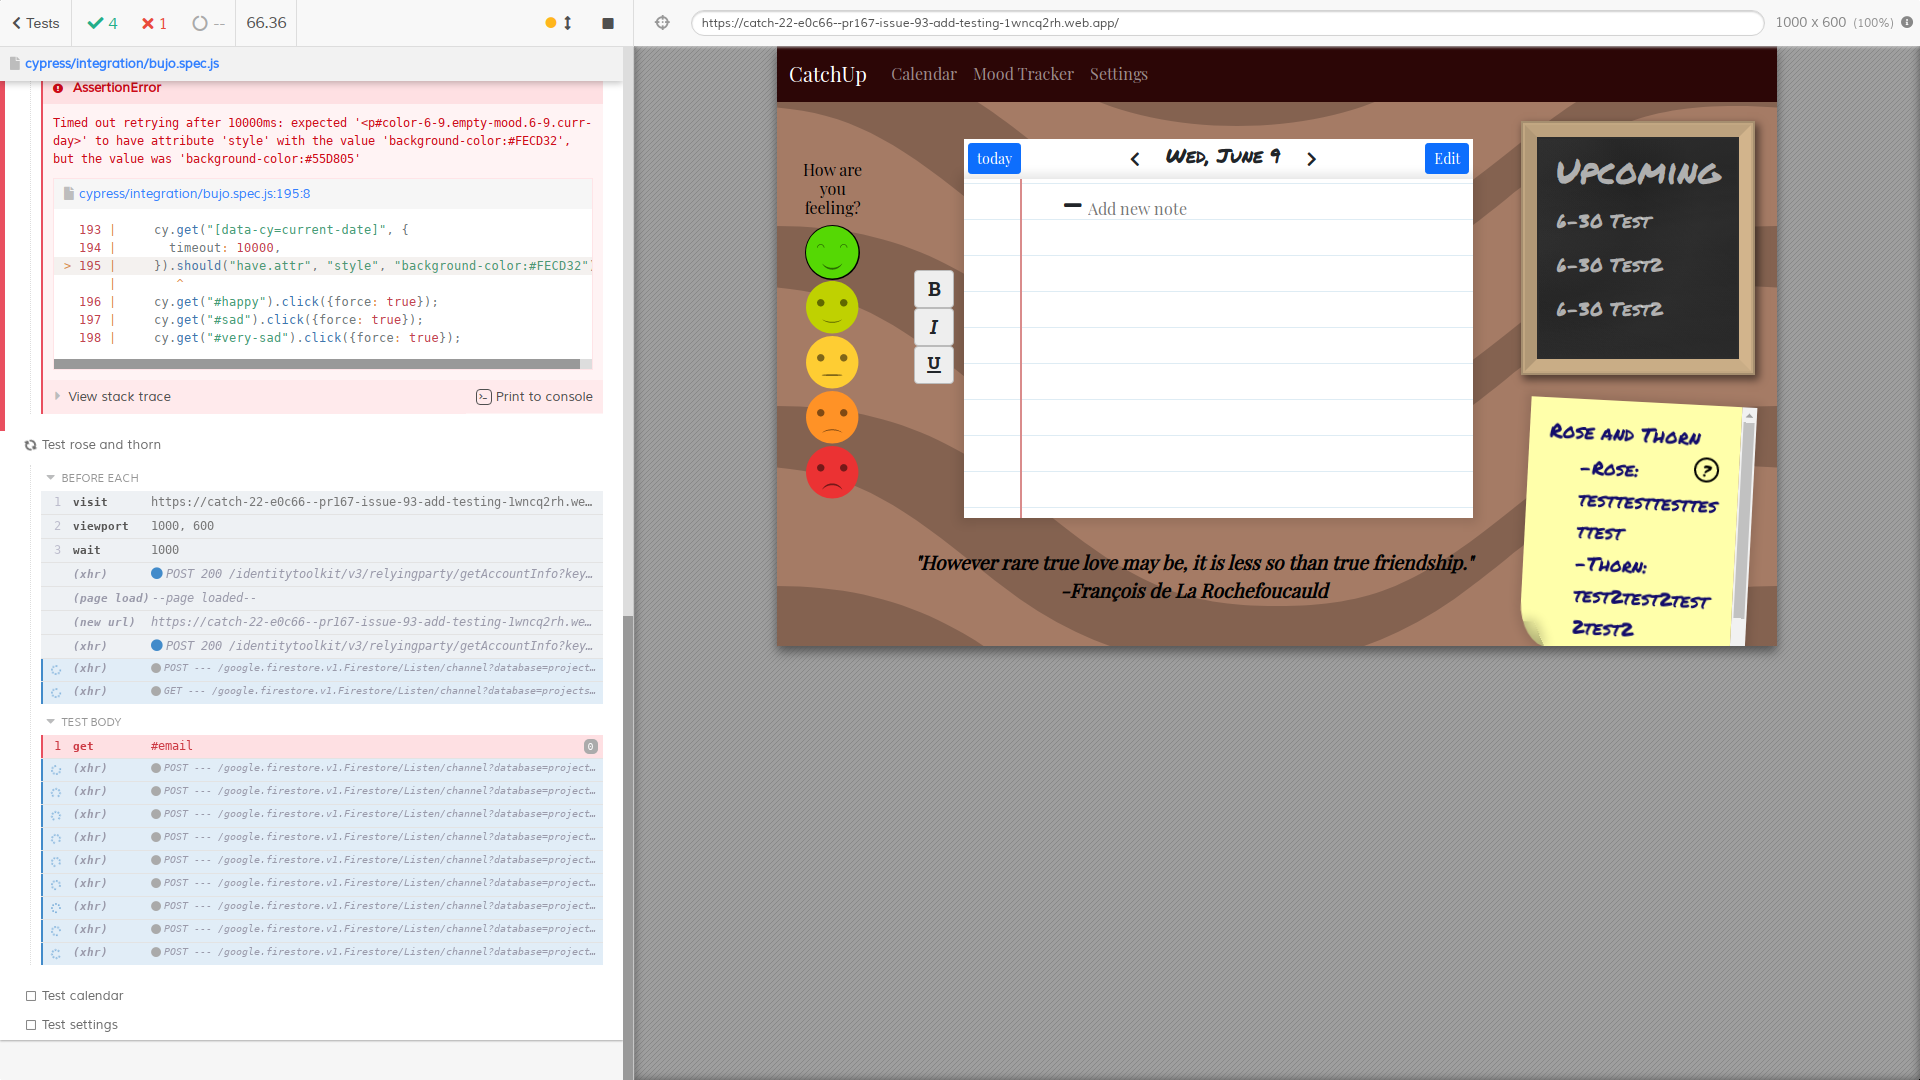 Tests 4 1 -- 66.36
https://catch-22-e0c66--pr167-issue-93-add-testing-1wncq2rh.web.app/ 1000 x 600 (100%)
cypress/integration/bujo.spec.js
AssertionError
Timed out retrying after 10000ms: expected '<p#color-6-9.empty-mood.6-9.curr-
day>' to have attribute 'style' with the value 'background-color:#FECD32',
but the value was 'background-color:#55D805'
cypress/integration/bujo.spec.js:195:8
193 | cy.get("[data-cy=current-date]", {
194 | timeout: 10000,
> 195 | }).should("have.attr", "style", "background-color:#FECD32")
| ^
196 | cy.get("#happy").click({force: true});
197 | cy.get("#sad").click({force: true});
198 | cy.get("#very-sad").click({force: true});
View stack trace Print to console
Test rose and thorn
BEFORE EACH
1 visit https://catch-22-e0c66--pr167-issue-93-add-testing-1wncq2rh.we…
2 viewport 1000, 600
3 wait 1000
(xhr) POST 200 /identitytoolkit/v3/relyingparty/getAccountInfo?key…
(page load) --page loaded--
(new url) https://catch-22-e0c66--pr167-issue-93-add-testing-1wncq2rh.we…
(xhr) POST 200 /identitytoolkit/v3/relyingparty/getAccountInfo?key…
(xhr) POST --- /google.firestore.v1.Firestore/Listen/channel?database=project…
(xhr) GET --- /google.firestore.v1.Firestore/Listen/channel?database=projects…
TEST BODY
1 get #email 0
(xhr) POST --- /google.firestore.v1.Firestore/Listen/channel?database=project…
(xhr) POST --- /google.firestore.v1.Firestore/Listen/channel?database=project…
(xhr) POST --- /google.firestore.v1.Firestore/Listen/channel?database=project…
(xhr) POST --- /google.firestore.v1.Firestore/Listen/channel?database=project…
(xhr) POST --- /google.firestore.v1.Firestore/Listen/channel?database=project…
(xhr) POST --- /google.firestore.v1.Firestore/Listen/channel?database=project…
(xhr) POST --- /google.firestore.v1.Firestore/Listen/channel?database=project…
(xhr) POST --- /google.firestore.v1.Firestore/Listen/channel?database=project…
(xhr) POST --- /google.firestore.v1.Firestore/Listen/channel?database=project…
Test calendar
Test settings
CatchUp Calendar Mood Tracker Settings
How are
you
feeling?
today Wed, June 9 Edit
Add new note
B
I
U
"However rare true love may be, it is less so than true friendship."
-François de La Rochefoucauld
Upcoming
6-30 Test
6-30 Test2
6-30 Test2
Rose and Thorn
-Rose: ?
testtesttesttes
ttest
-Thorn:
test2test2test
2test2